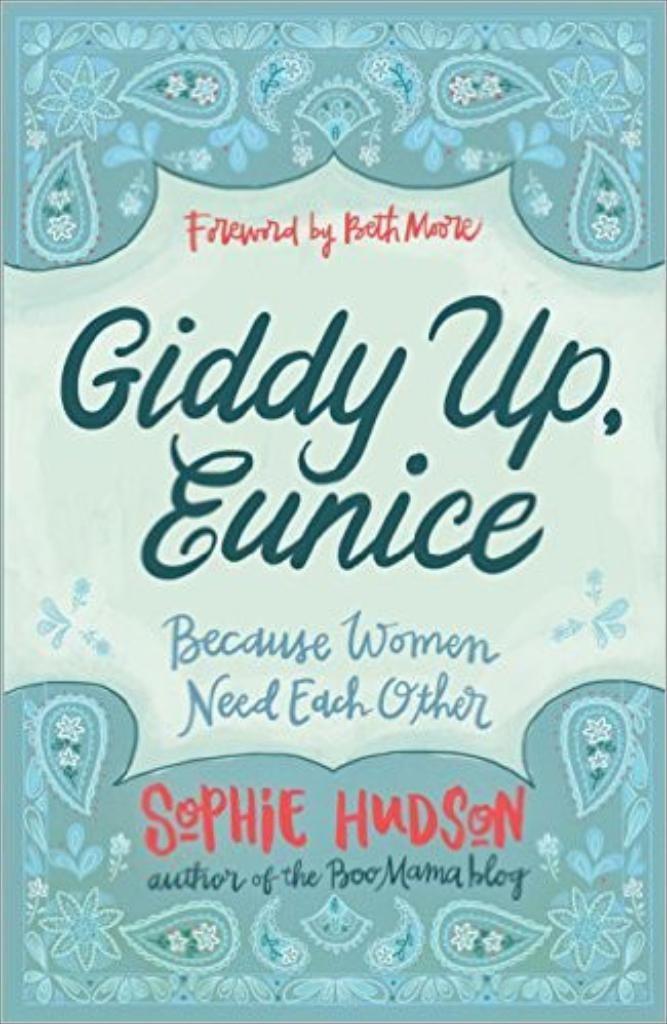 Foreword by Beth Moore
Giddy Up,
Eunice
Because Women
Need Each Other
SOPHIE HUDSON
author of the BooMama blog